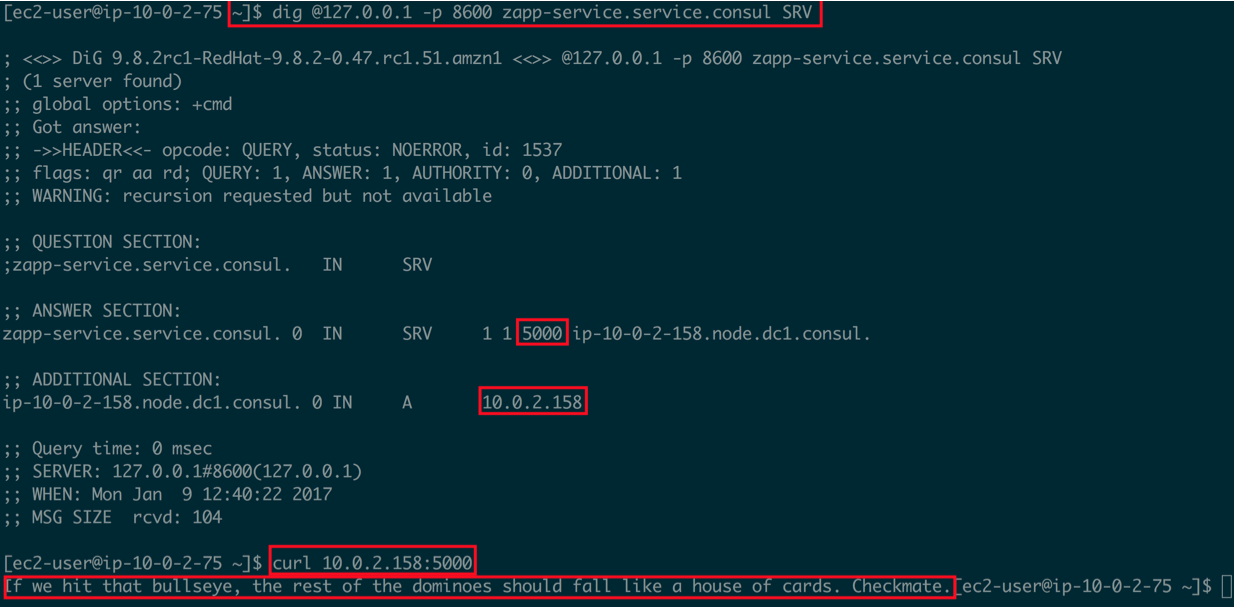 [ec2-user@ip-10-0-2-75 ~]$ dig @127.0.0.1 -p 8600 zapp-service.service.consul SRV
; <<>> DiG 9.8.2rc1-RedHat-9.8.2-0.47.rc1.51.amzn1 <<>> @127.0.0.1 -p 8600 zapp-service.service.consul SRV
; (1 server found)
;; global options: +cmd
;; Got answer:
;; ->>HEADER<<- opcode: QUERY, status: NOERROR, id: 1537
;; flags: qr aa rd; QUERY: 1, ANSWER: 1, AUTHORITY: 0, ADDITIONAL: 1
;; WARNING: recursion requested but not available
;; QUESTION SECTION:
;zapp-service.service.consul. IN SRV
;; ANSWER SECTION:
zapp-service.service.consul. 0 IN SRV 1 1 5000 ip-10-0-2-158.node.dc1.consul.
;; ADDITIONAL SECTION:
ip-10-0-2-158.node.dc1.consul. 0 IN A 10.0.2.158
;; Query time: 0 msec
;; SERVER: 127.0.0.1#8600(127.0.0.1)
;; WHEN: Mon Jan 9 12:40:22 2017
;; MSG SIZE rcvd: 104
[ec2-user@ip-10-0-2-75 ~]$ curl 10.0.2.158:5000
If we hit that bullseye, the rest of the dominoes should fall like a house of cards. Checkmate.[ec2-user@ip-10-0-2-75 ~]$